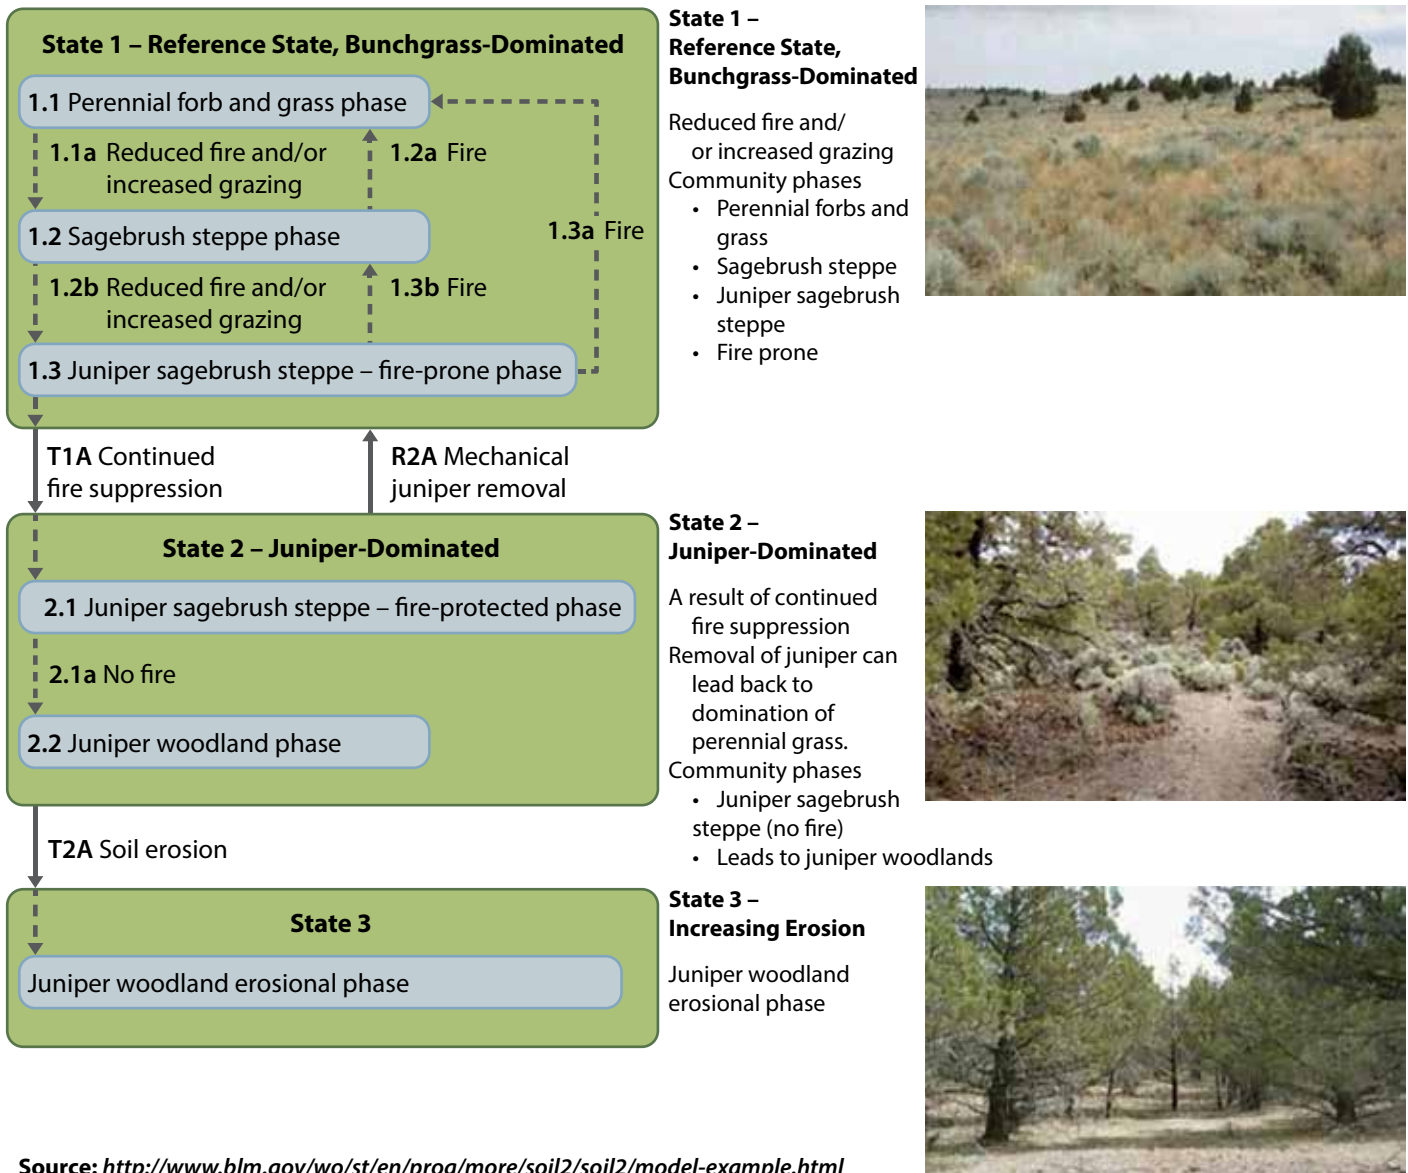 State 1 – Reference State, Bunchgrass-Dominated
1.1 Perennial forb and grass phase
1.1a Reduced fire and/or
increased grazing
1.2a Fire
1.3a Fire
1.2 Sagebrush steppe phase
1.2b Reduced fire and/or
increased grazing
1.3b Fire
1.3 Juniper sagebrush steppe – fire-prone phase
T1A Continued
fire suppression
R2A Mechanical
juniper removal
State 2 – Juniper-Dominated
2.1 Juniper sagebrush steppe – fire-protected phase
2.1a No fire
2.2 Juniper woodland phase
T2A Soil erosion
State 3
Juniper woodland erosional phase
State 1 –
Reference State,
Bunchgrass-Dominated
Reduced fire and/
or increased grazing
Community phases
• Perennial forbs and
grass
• Sagebrush steppe
• Juniper sagebrush
steppe
• Fire prone
State 2 –
Juniper-Dominated
A result of continued
fire suppression
Removal of juniper can
lead back to
domination of
perennial grass.
Community phases
• Juniper sagebrush
steppe (no fire)
• Leads to juniper woodlands
State 3 –
Increasing Erosion
Juniper woodland
erosional phase
Source: http://www.blm.gov/wo/st/en/prog/more/soil2/soil2/model-example.html